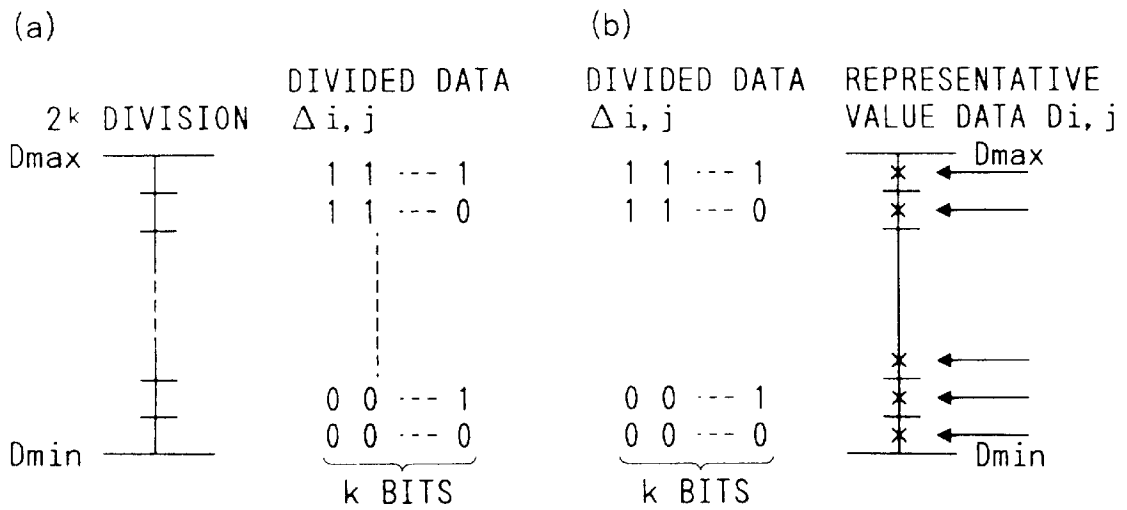 (a)
DIVIDED DATA
2ᵏ DIVISION Δi,j
Dmax
1 1 --- 1
1 1 --- 0
0 0 --- 1
0 0 --- 0
Dmin
k BITS
(b)
DIVIDED DATA
Δi,j
REPRESENTATIVE
VALUE DATA Di,j
1 1 --- 1
1 1 --- 0
0 0 --- 1
0 0 --- 0
k BITS
Dmax
Dmin